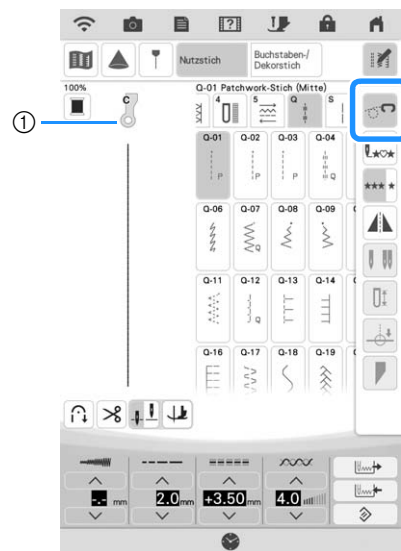 Nutzstich
Buchstaben-/
Dekorstich
100%
Q-01 Patchwork-Stich (Mitte)
C
4
5
Q
S
①
Q-01
Q-02
Q-03
Q-04
P
P
P
Q
Q-06
Q-07
Q-08
Q-09
Q
Q-11
Q-12
Q-13
Q-14
Q
Q-16
Q-17
Q-18
Q-19
-.- mm
2.0 mm
+3.50 mm
4.0